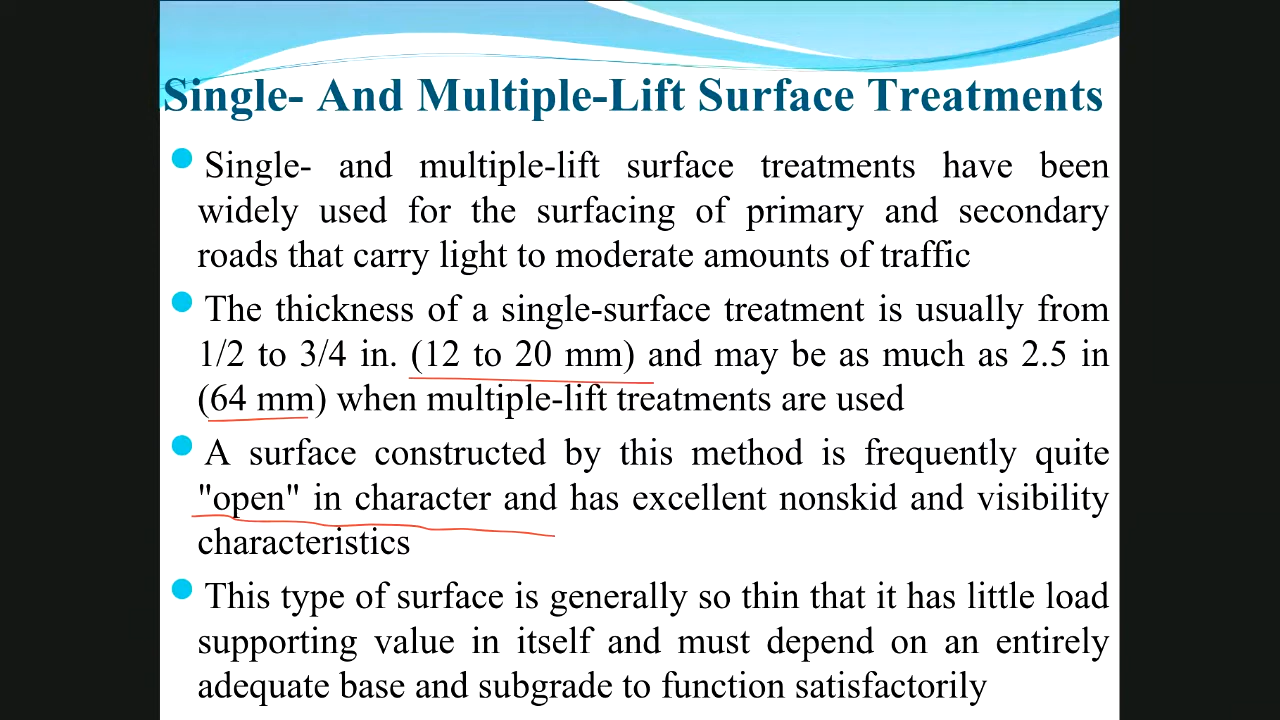 Single- And Multiple-Lift Surface Treatments
Single- and multiple-lift surface treatments have been
widely used for the surfacing of primary and secondary
roads that carry light to moderate amounts of traffic
The thickness of a single-surface treatment is usually from
1/2 to 3/4 in. (12 to 20 mm) and may be as much as 2.5 in
(64 mm) when multiple-lift treatments are used
A surface constructed by this method is frequently quite
"open" in character and has excellent nonskid and visibility
characteristics
This type of surface is generally so thin that it has little load
supporting value in itself and must depend on an entirely
adequate base and subgrade to function satisfactorily